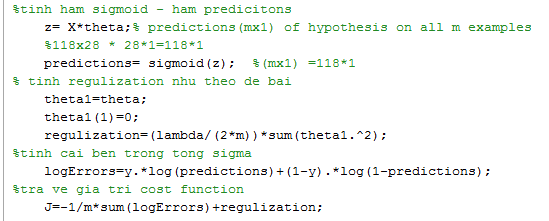 %tinh ham sigmoid - ham predicitons
z= X*theta;% predictions(mx1) of hypothesis on all m examples
%118x28 * 28*1=118*1
predictions= sigmoid(z);  %(mx1) =118*1
% tinh regulization nhu theo de bai
theta1=theta;
theta1(1)=0;
regulization=(lambda/(2*m))*sum(theta1.^2);
%tinh cai ben trong tong sigma
logErrors=y.*log(predictions)+(1-y).*log(1-predictions);
%tra ve gia tri cost function
J=-1/m*sum(logErrors)+regulization;